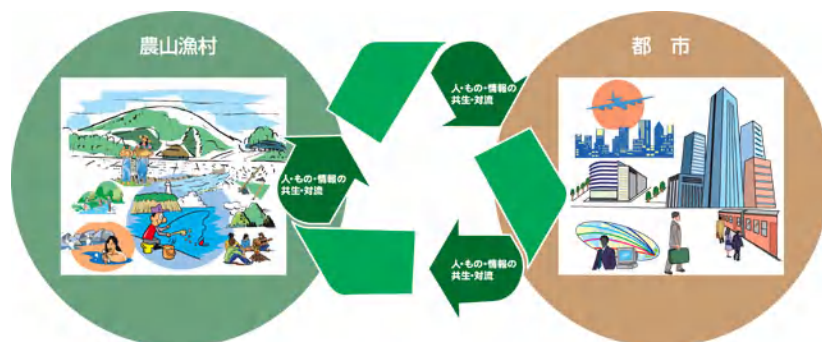 農山漁村
都 市
人・もの・情報の
共生・対流
人・もの・情報の
共生・対流
人・もの・情報の
共生・対流